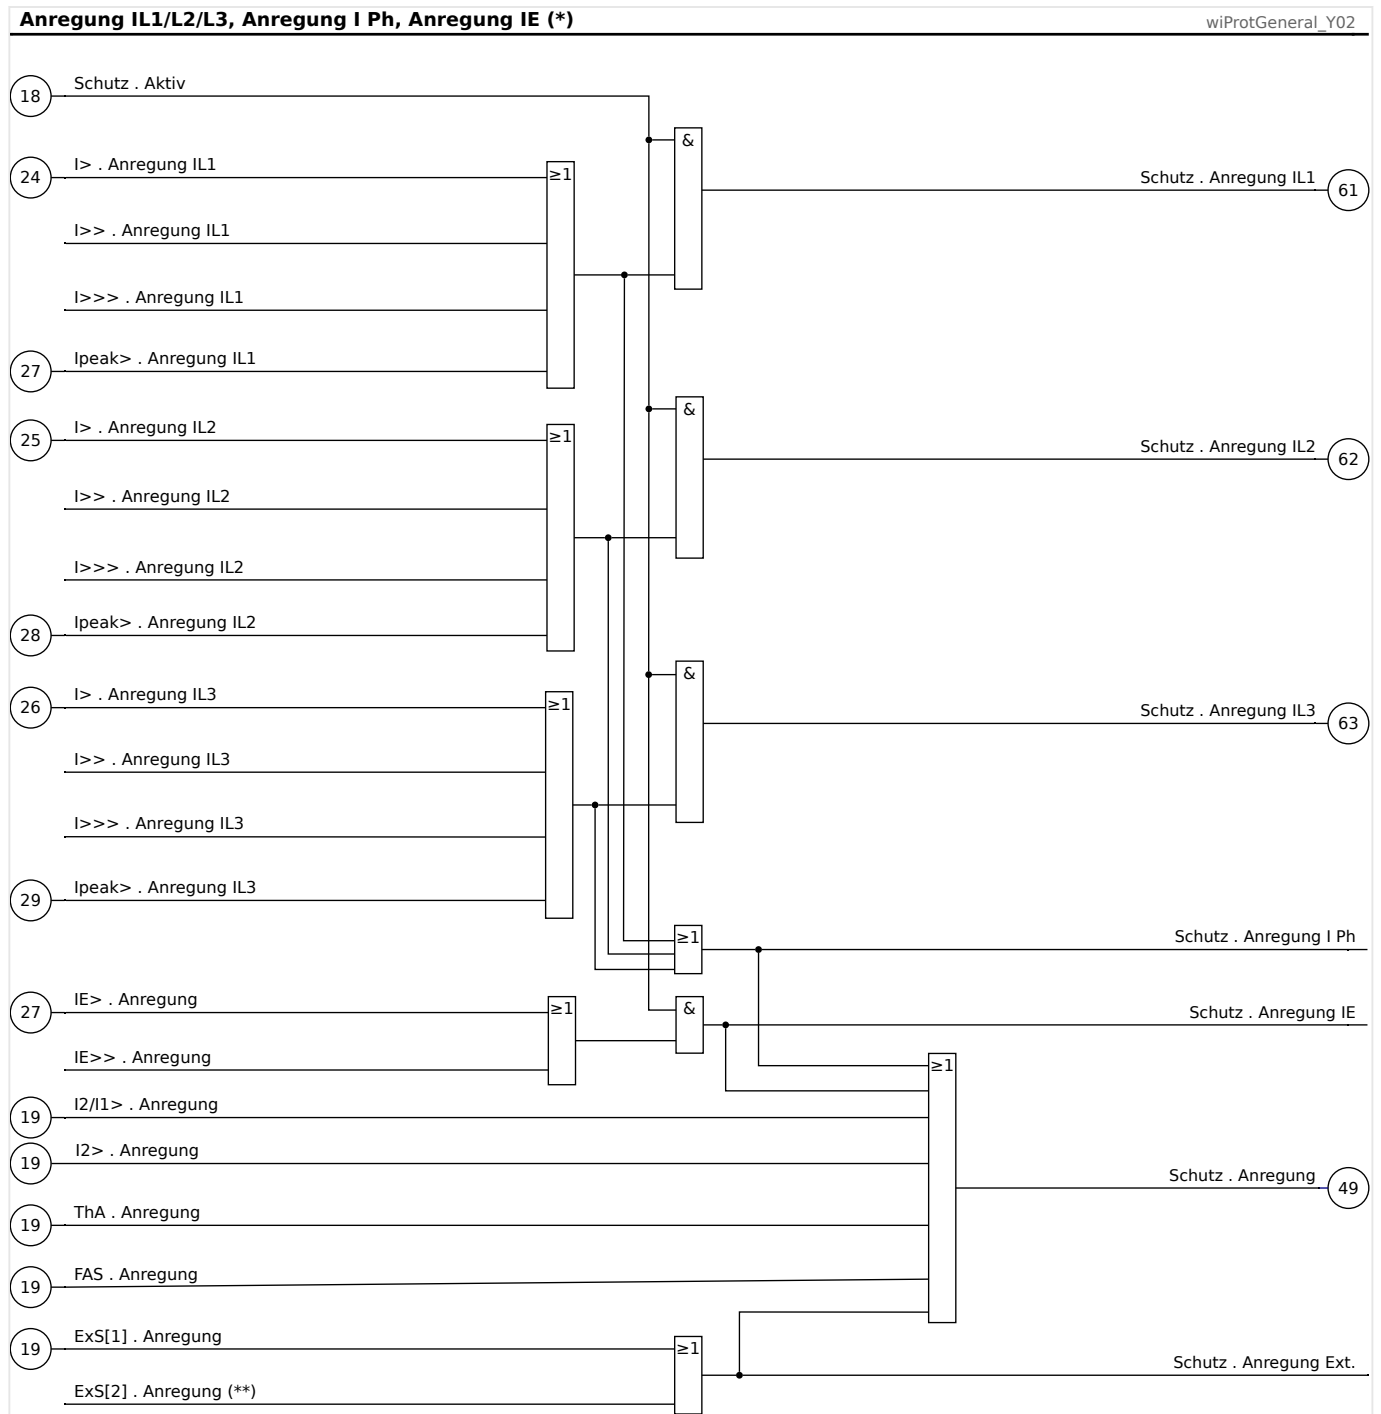 Anregung IL1/L2/L3, Anregung I Ph, Anregung IE (*)
wiProtGeneral_Y02
18 Schutz . Aktiv
&
24 I> . Anregung IL1
≥1
Schutz . Anregung IL1 61
I>> . Anregung IL1
I>>> . Anregung IL1
27 Ipeak> . Anregung IL1
&
25 I> . Anregung IL2
≥1
Schutz . Anregung IL2 62
I>> . Anregung IL2
I>>> . Anregung IL2
28 Ipeak> . Anregung IL2
&
26 I> . Anregung IL3
≥1
Schutz . Anregung IL3 63
I>> . Anregung IL3
I>>> . Anregung IL3
29 Ipeak> . Anregung IL3
≥1
Schutz . Anregung I Ph
27 IE> . Anregung
≥1
&
Schutz . Anregung IE
IE>> . Anregung
≥1
19 I2/I1> . Anregung
19 I2> . Anregung
Schutz . Anregung 49
19 ThA . Anregung
19 FAS . Anregung
19 ExS[1] . Anregung
≥1
Schutz . Anregung Ext.
ExS[2] . Anregung (**)